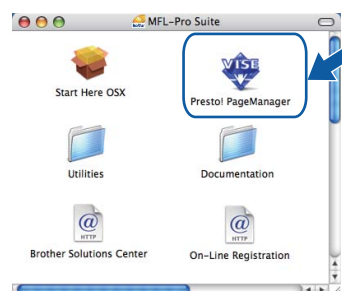 MFL-Pro Suite
VISE
Start Here OSX
Presto! PageManager
Utilities
Documentation
@
HTTP
@
HTTP
Brother Solutions Center
On-Line Registration